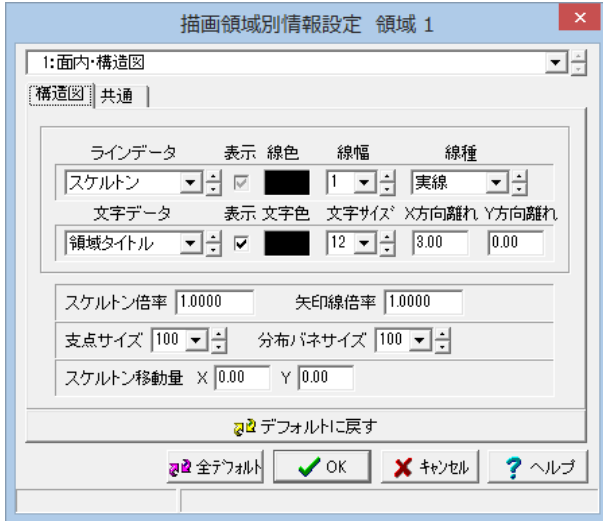 描画領域別情報設定 領域 1
1:面内・構造図
構造図 共通
ラインデータ 表示 線色 線幅 線種
スケルトン 1 実線
文字データ 表示 文字色 文字サイズ X方向離れ Y方向離れ
領域タイトル 12 3.00 0.00
スケルトン倍率 1.0000 矢印線倍率 1.0000
支点サイズ 100 分布バネサイズ 100
スケルトン移動量 X 0.00 Y 0.00
デフォルトに戻す
全デフォルト OK キャンセル ヘルプ